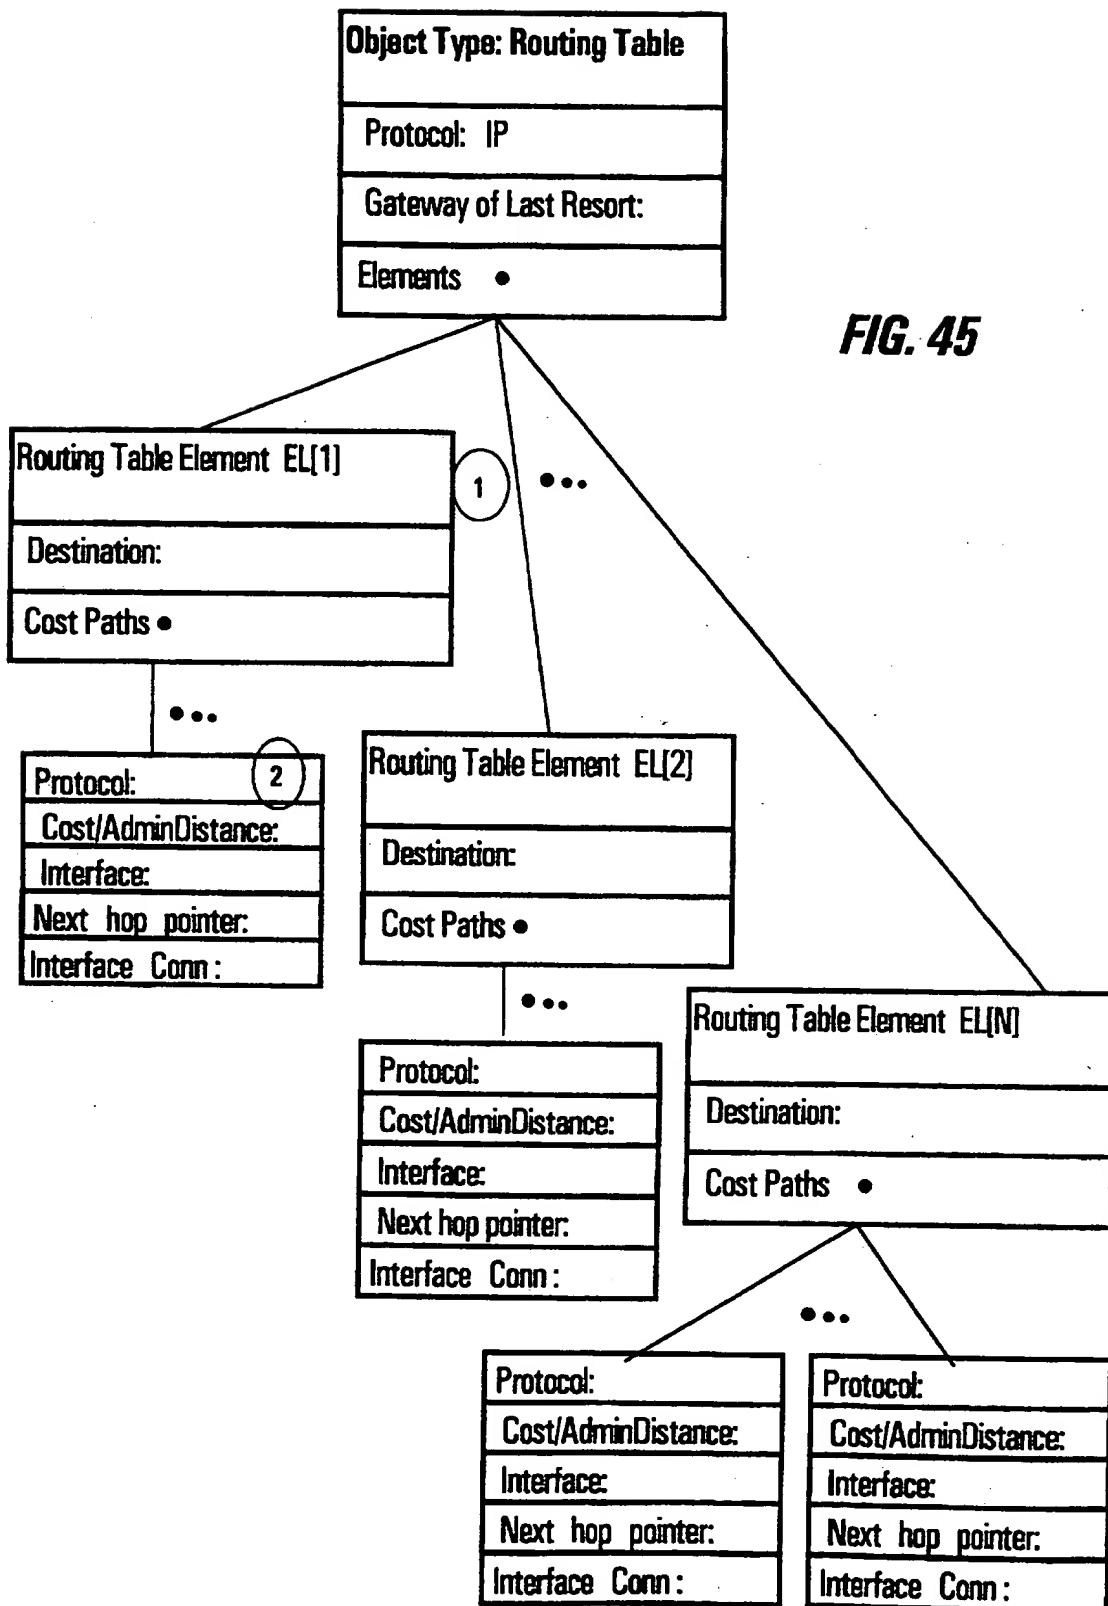 Object Type: Routing Table
Protocol: IP
Gateway of Last Resort:
Elements
FIG. 45
Routing Table Element EL[1]
1
Destination:
Cost Paths
2
Protocol:
Cost/AdminDistance:
Interface:
Next hop pointer:
Interface Conn:
Routing Table Element EL[2]
Destination:
Cost Paths
Protocol:
Cost/AdminDistance:
Interface:
Next hop pointer:
Interface Conn:
Routing Table Element EL[N]
Destination:
Cost Paths
Protocol:
Cost/AdminDistance:
Interface:
Next hop pointer:
Interface Conn:
Protocol:
Cost/AdminDistance:
Interface:
Next hop pointer:
Interface Conn: